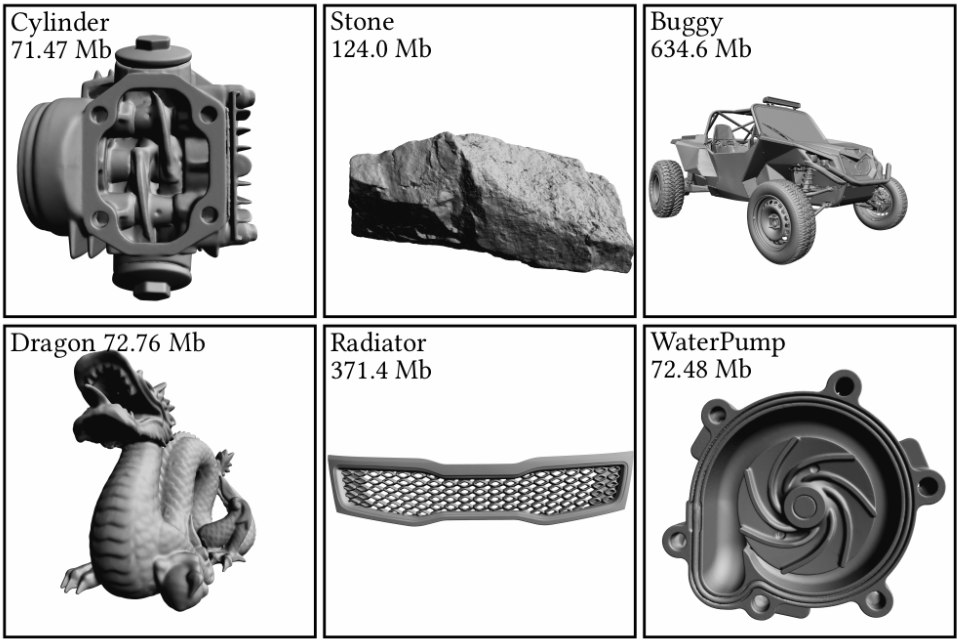 Cylinder
71.47 Mb
Stone
124.0 Mb
Buggy
634.6 Mb
Dragon 72.76 Mb
Radiator
371.4 Mb
WaterPump
72.48 Mb